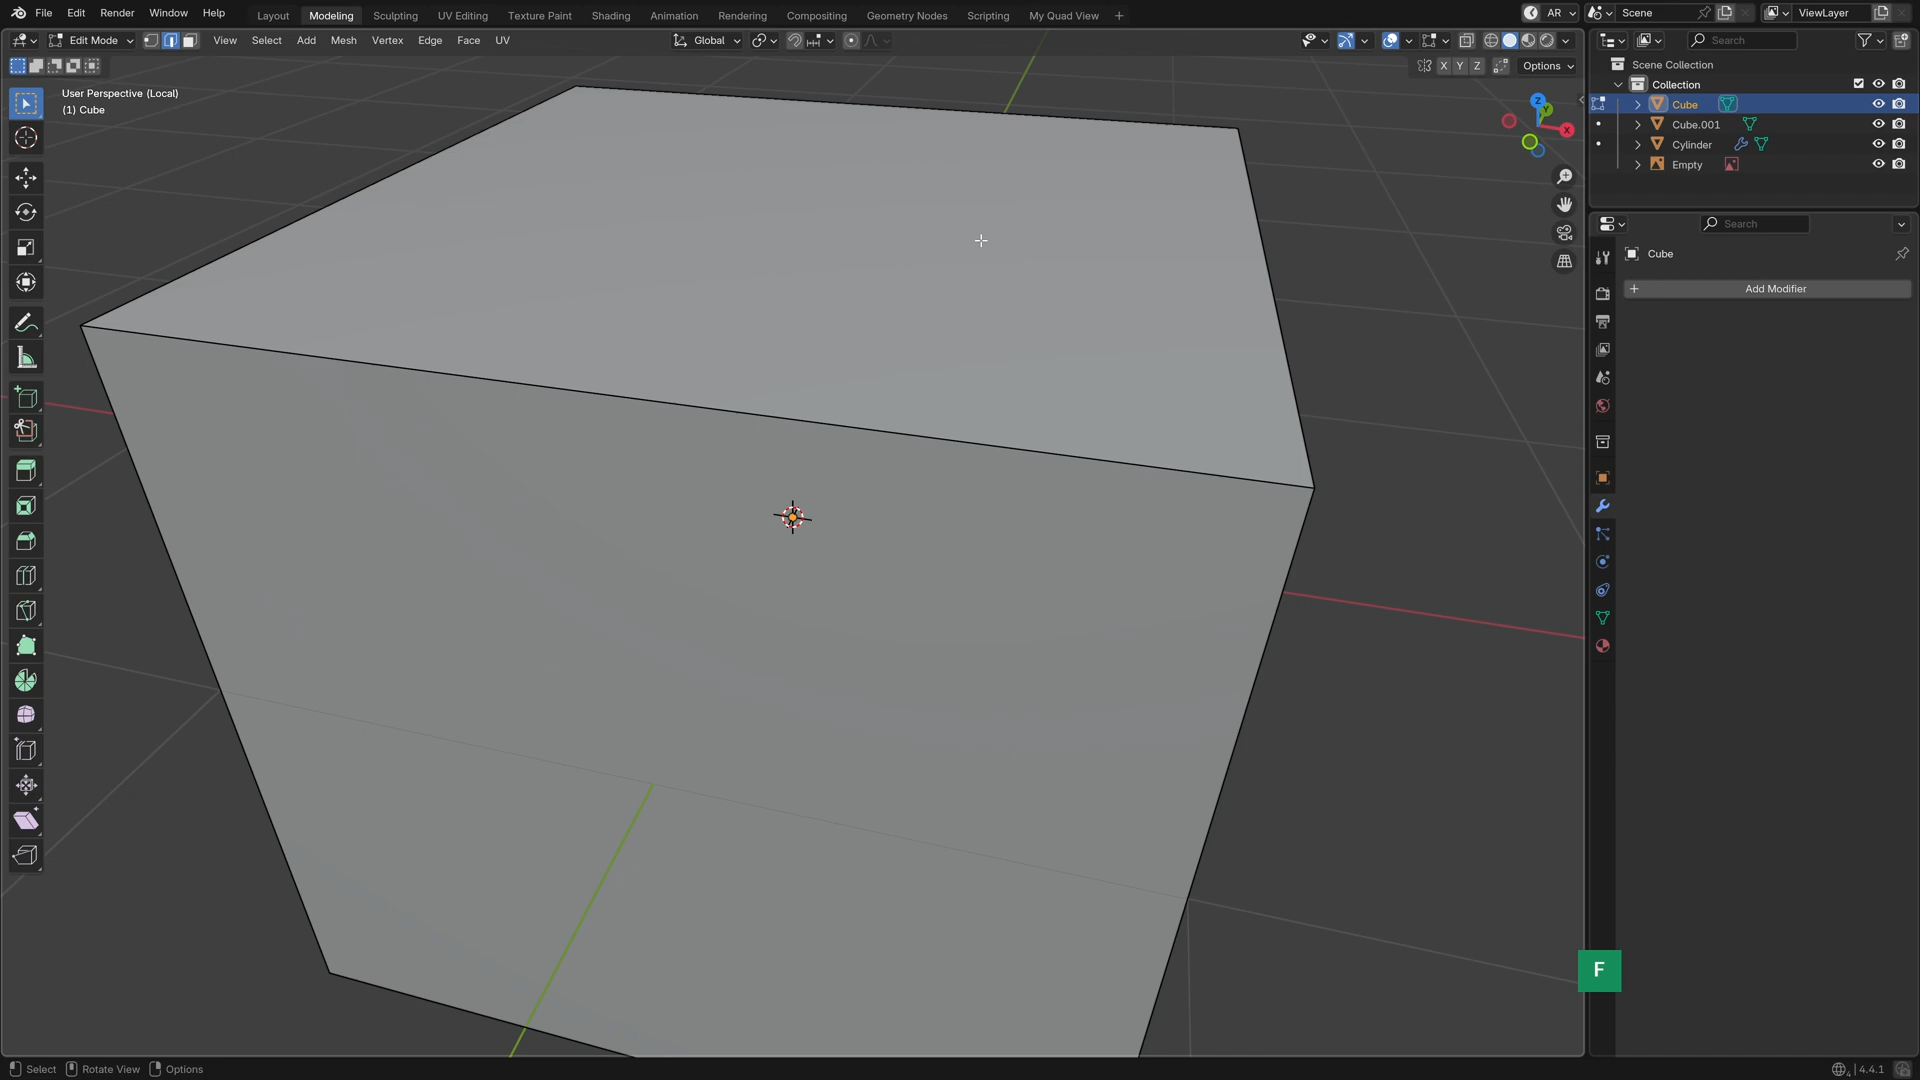 File Edit Render Window Help
Layout Modeling Sculpting UV Editing Texture Paint Shading Animation Rendering Compositing Geometry Nodes Scripting My Quad View +
AR Scene ViewLayer
Edit Mode View Select Add Mesh Vertex Edge Face UV
Global
Search
X Y Z Options
User Perspective (Local)
(1) Cube
Z Y X
Scene Collection
Collection
Cube
Cube.001
Cylinder
Empty
Search
Cube
+ Add Modifier
F
Select Rotate View Options
4.4.1